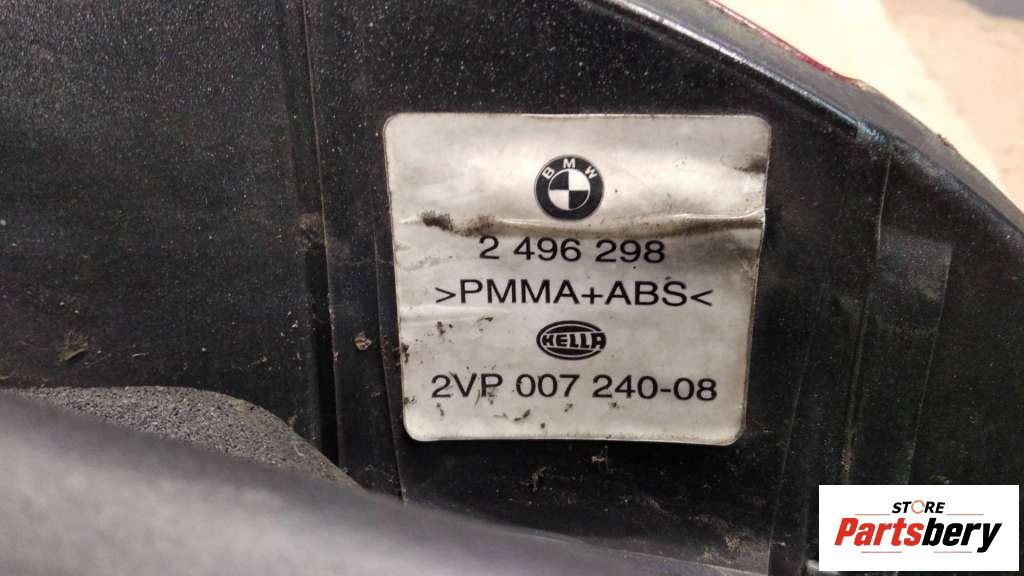 BMW
2 496 298
>PMMA+ABS<
HELLA
2VP 007 240-08
STORE
Partsbery